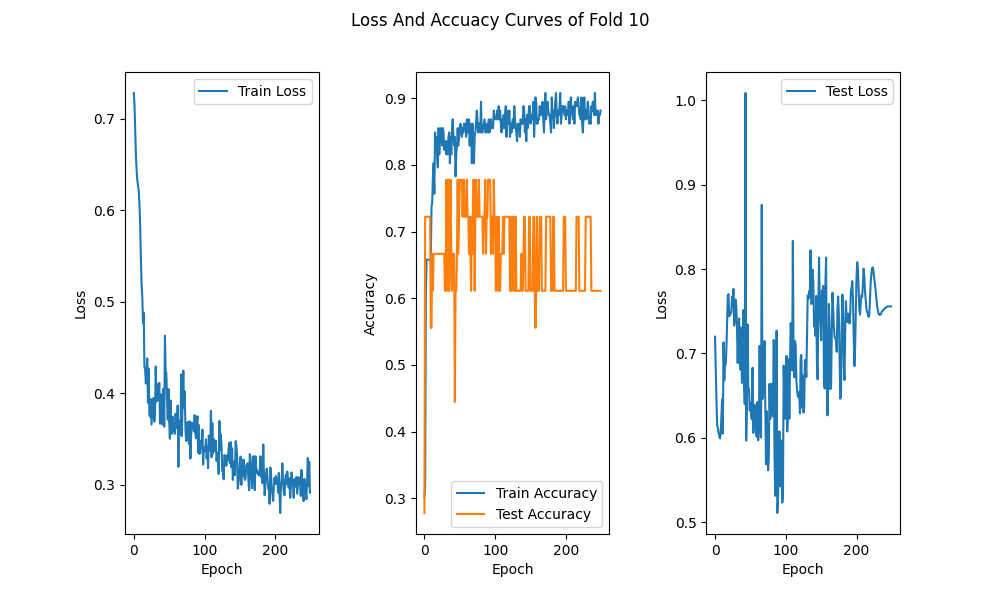 Loss And Accuacy Curves of Fold 10
Train Loss
0.7
0.6
0.5
0.4
0.3
Loss
0
100
200
Epoch
0.9
0.8
0.7
0.6
0.5
0.4
0.3
Accuracy
Train Accuracy
Test Accuracy
0
100
200
Epoch
Test Loss
1.0
0.9
0.8
0.7
0.6
0.5
Loss
0
100
200
Epoch